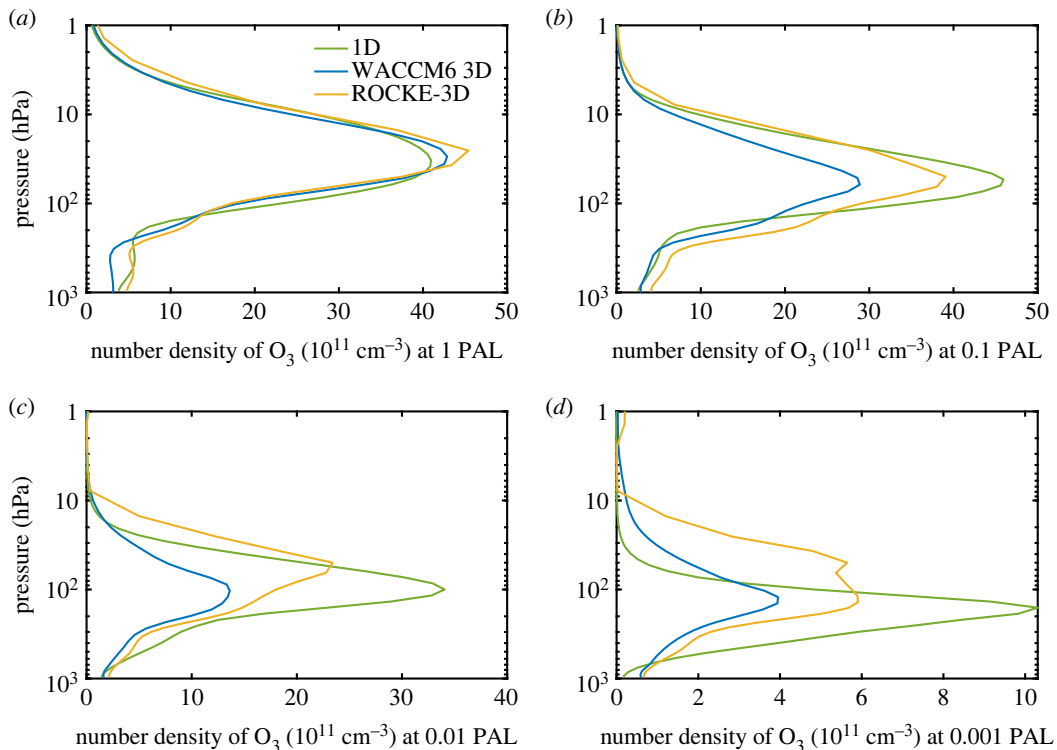 (a)
1
10
10²
10³
pressure (hPa)
1D
WACCM6 3D
ROCKE-3D
0 10 20 30 40 50
number density of O₃ (10¹¹ cm⁻³) at 1 PAL
(b)
1
10
10²
10³
0 10 20 30 40 50
number density of O₃ (10¹¹ cm⁻³) at 0.1 PAL
(c)
1
10
10²
10³
pressure (hPa)
0 10 20 30 40
number density of O₃ (10¹¹ cm⁻³) at 0.01 PAL
(d)
1
10
10²
10³
0 2 4 6 8 10
number density of O₃ (10¹¹ cm⁻³) at 0.001 PAL